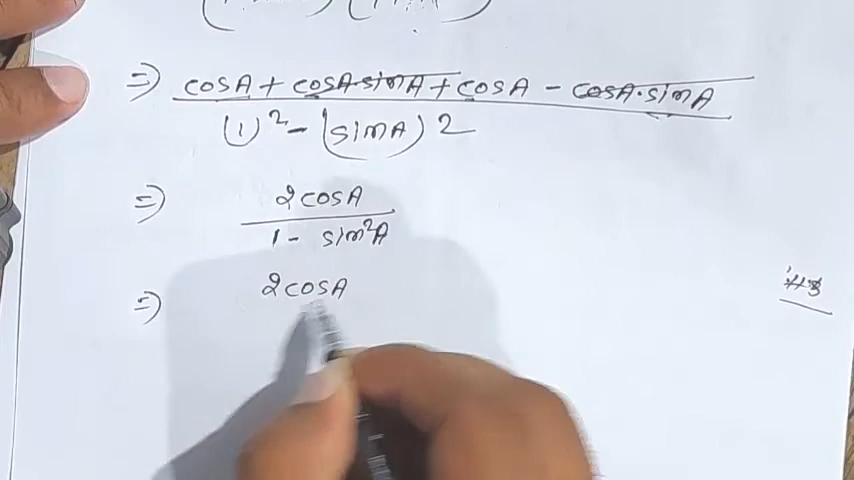 => cosA + cosA·sinA + cosA - cosA·sinA
(1)² - (sinA)2
=> 2cosA
1 - sin²A
=> 2cosA